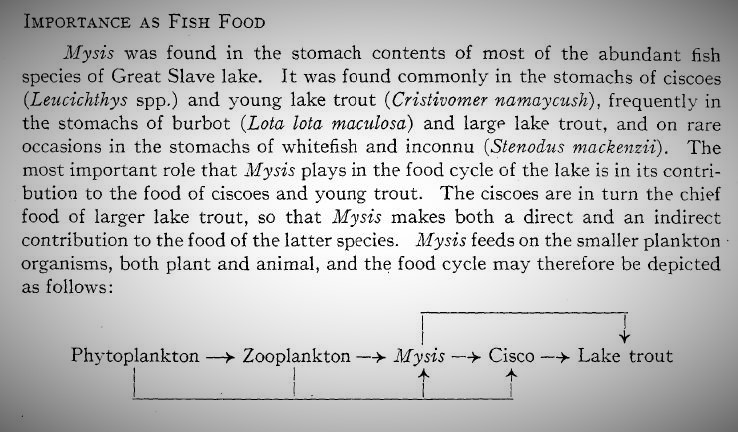 IMPORTANCE AS FISH FOOD
Mysis was found in the stomach contents of most of the abundant fish
species of Great Slave lake. It was found commonly in the stomachs of ciscoes
(Leucichthys spp.) and young lake trout (Cristivomer namaycush), frequently in
the stomachs of burbot (Lota lota maculosa) and large lake trout, and on rare
occasions in the stomachs of whitefish and inconnu (Stenodus mackenzii). The
most important role that Mysis plays in the food cycle of the lake is in its contri-
bution to the food of ciscoes and young trout. The ciscoes are in turn the chief
food of larger lake trout, so that Mysis makes both a direct and an indirect
contribution to the food of the latter species. Mysis feeds on the smaller plankton
organisms, both plant and animal, and the food cycle may therefore be depicted
as follows:
Phytoplankton → Zooplankton → Mysis → Cisco → Lake trout